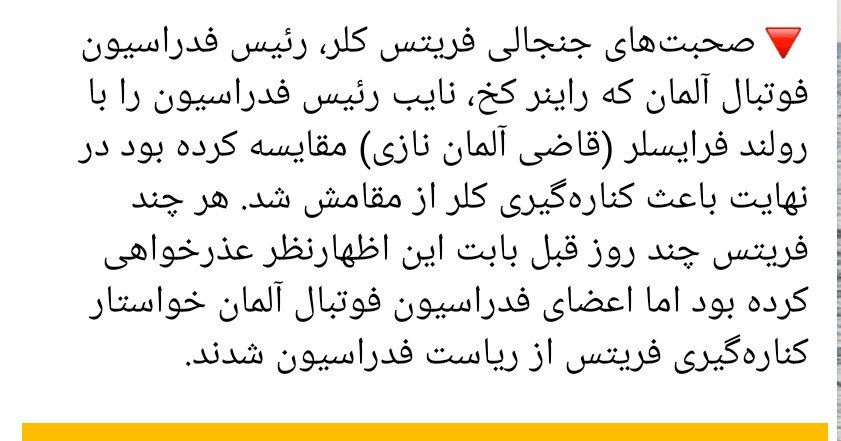 🔻صحبت‌های جنجالی فریتس کلر، رئیس فدراسیون
فوتبال آلمان که راینر کخ، نایب رئیس فدراسیون را با
رولند فرایسلر (قاضی آلمان نازی) مقایسه کرده بود در
نهایت باعث کناره‌گیری کلر از مقامش شد. هر چند
فریتس چند روز قبل بابت این اظهارنظر عذرخواهی
کرده بود اما اعضای فدراسیون فوتبال آلمان خواستار
کناره‌گیری فریتس از ریاست فدراسیون شدند.